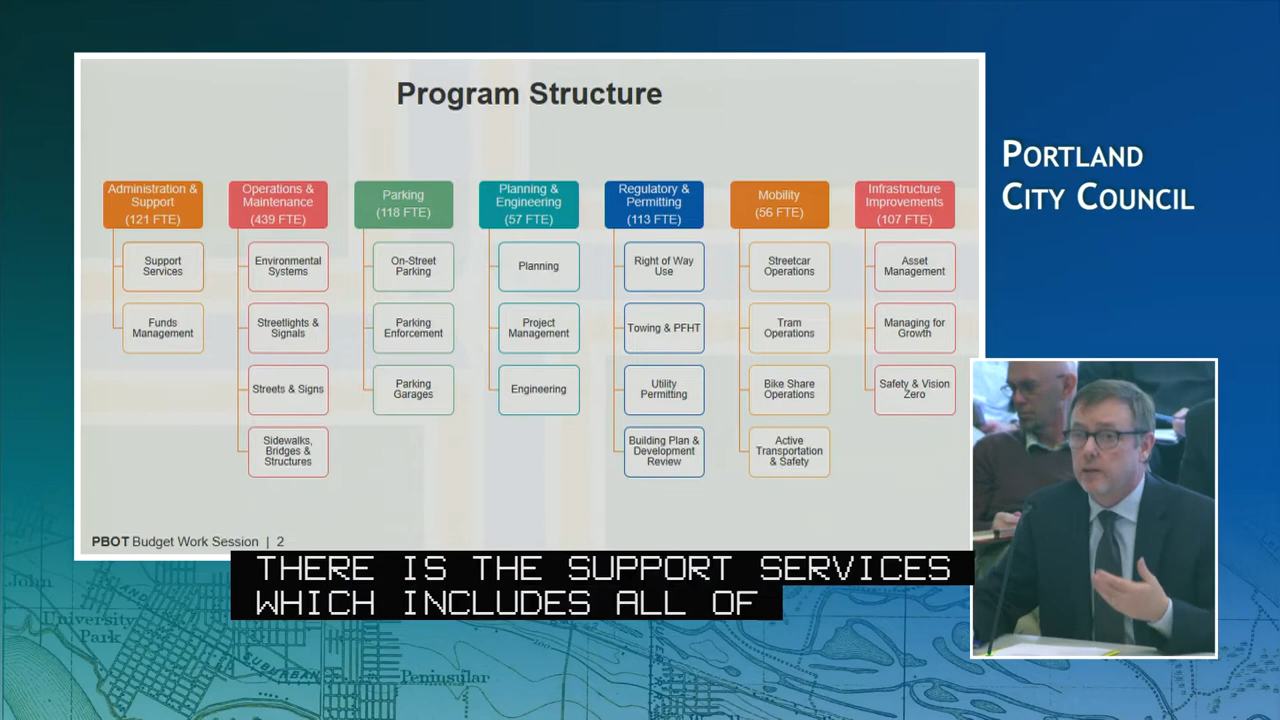 Program Structure
PORTLAND
CITY COUNCIL
Administration &
Support
(121 FTE)
Support
Services
Funds
Management
Operations &
Maintenance
(439 FTE)
Environmental
Systems
Streetlights &
Signals
Streets & Signs
Sidewalks,
Bridges &
Structures
Parking
(118 FTE)
On-Street
Parking
Parking
Enforcement
Parking
Garages
Planning &
Engineering
(57 FTE)
Planning
Project
Management
Engineering
Regulatory &
Permitting
(113 FTE)
Right of Way
Use
Towing & PFHT
Utility
Permitting
Building Plan &
Development
Review
Mobility
(56 FTE)
Streetcar
Operations
Tram
Operations
Bike Share
Operations
Active
Transportation
& Safety
Infrastructure
Improvements
(107 FTE)
Asset
Management
Managing for
Growth
Safety & Vision
Zero
PBOT Budget Work Session | 2
THERE IS THE SUPPORT SERVICES
WHICH INCLUDES ALL OF
John
University
Park
SUBURBAN
Peninsular